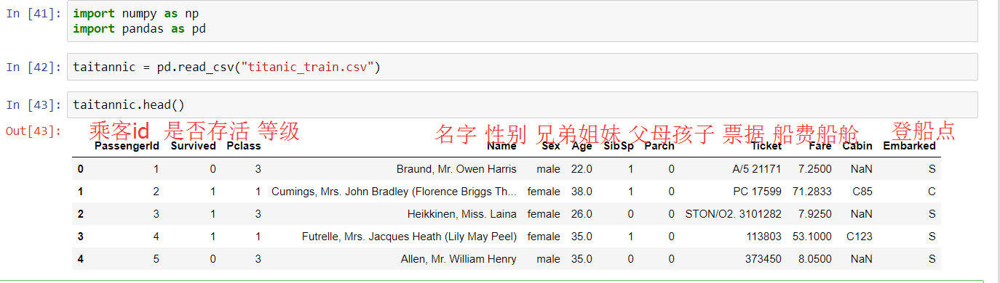 In [41]: import numpy as np
import pandas as pd
In [42]: taitannic = pd.read_csv("titanic_train.csv")
In [43]: taitannic.head()
Out[43]: 乘客id 是否存活 等级 名字 性别 兄弟姐妹 父母孩子 票据 船费船舱 登船点
PassengerId Survived Pclass Name Sex Age SibSp Parch Ticket Fare Cabin Embarked
0 1 0 3 Braund, Mr. Owen Harris male 22.0 1 0 A/5 21171 7.2500 NaN S
1 2 1 1 Cumings, Mrs. John Bradley (Florence Briggs Th... female 38.0 1 0 PC 17599 71.2833 C85 C
2 3 1 3 Heikkinen, Miss. Laina female 26.0 0 0 STON/O2. 3101282 7.9250 NaN S
3 4 1 1 Futrelle, Mrs. Jacques Heath (Lily May Peel) female 35.0 1 0 113803 53.1000 C123 S
4 5 0 3 Allen, Mr. William Henry male 35.0 0 0 373450 8.0500 NaN S